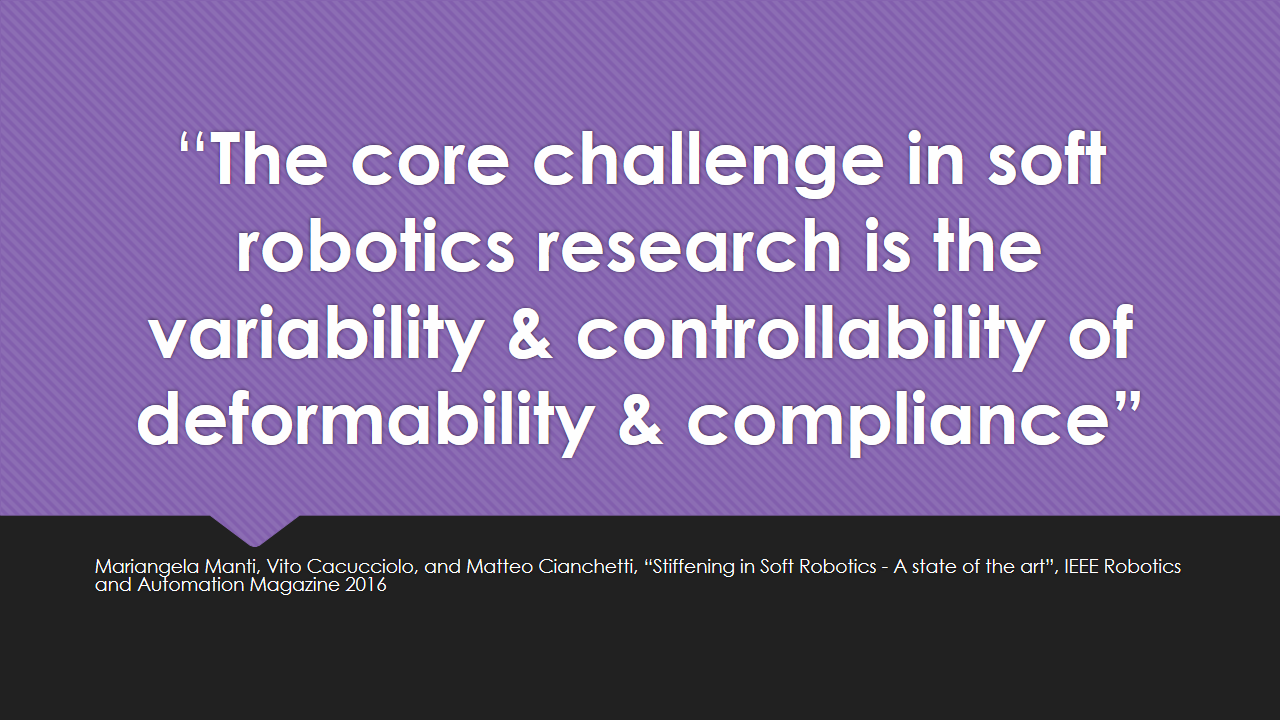 “The core challenge in soft
robotics research is the
variability & controllability of
deformability & compliance”
Mariangela Manti, Vito Cacucciolo, and Matteo Cianchetti, “Stiffening in Soft Robotics - A state of the art”, IEEE Robotics
and Automation Magazine 2016